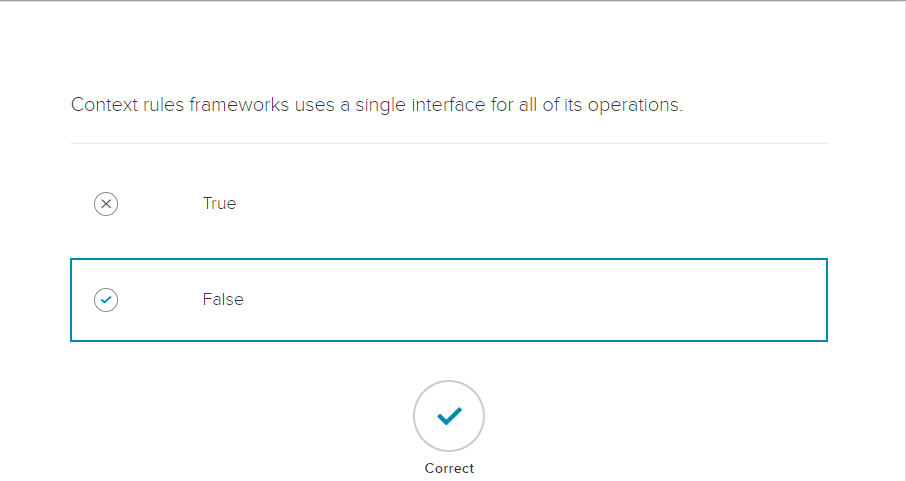 Context rules frameworks uses a single interface for all of its operations.
True
False
Correct